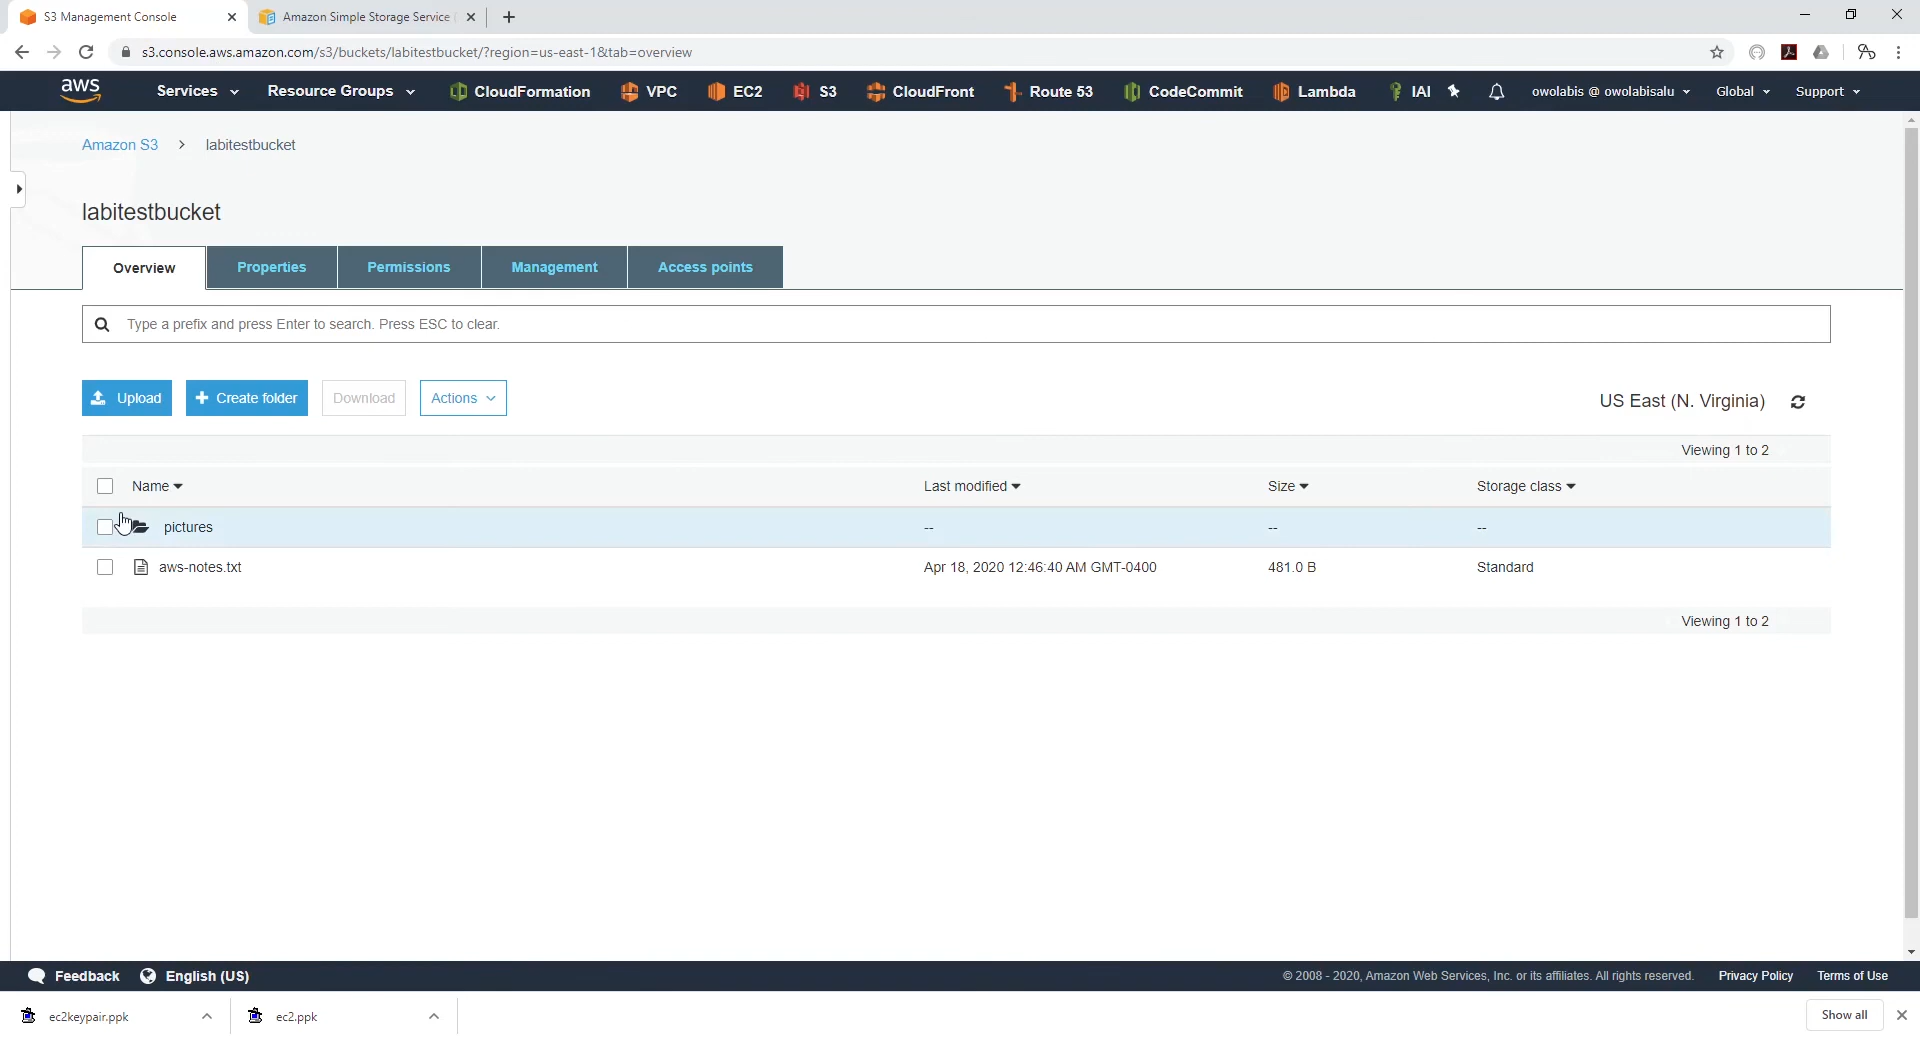 S3 Management Console
Amazon Simple Storage Service
s3.console.aws.amazon.com/s3/buckets/labitestbucket/?region=us-east-1&tab=overview
aws Services Resource Groups CloudFormation VPC EC2 S3 CloudFront Route 53 CodeCommit Lambda IAI owolabis @ owolabisalu Global Support
Amazon S3 > labitestbucket
labitestbucket
Overview Properties Permissions Management Access points
Type a prefix and press Enter to search. Press ESC to clear.
Upload + Create folder Download Actions US East (N. Virginia)
Viewing 1 to 2
Name Last modified Size Storage class
pictures -- -- --
aws-notes.txt Apr 18, 2020 12:46:40 AM GMT-0400 481.0 B Standard
Viewing 1 to 2
Feedback English (US) © 2008 - 2020, Amazon Web Services, Inc. or its affiliates. All rights reserved. Privacy Policy Terms of Use
ec2keypair.ppk ec2.ppk Show all